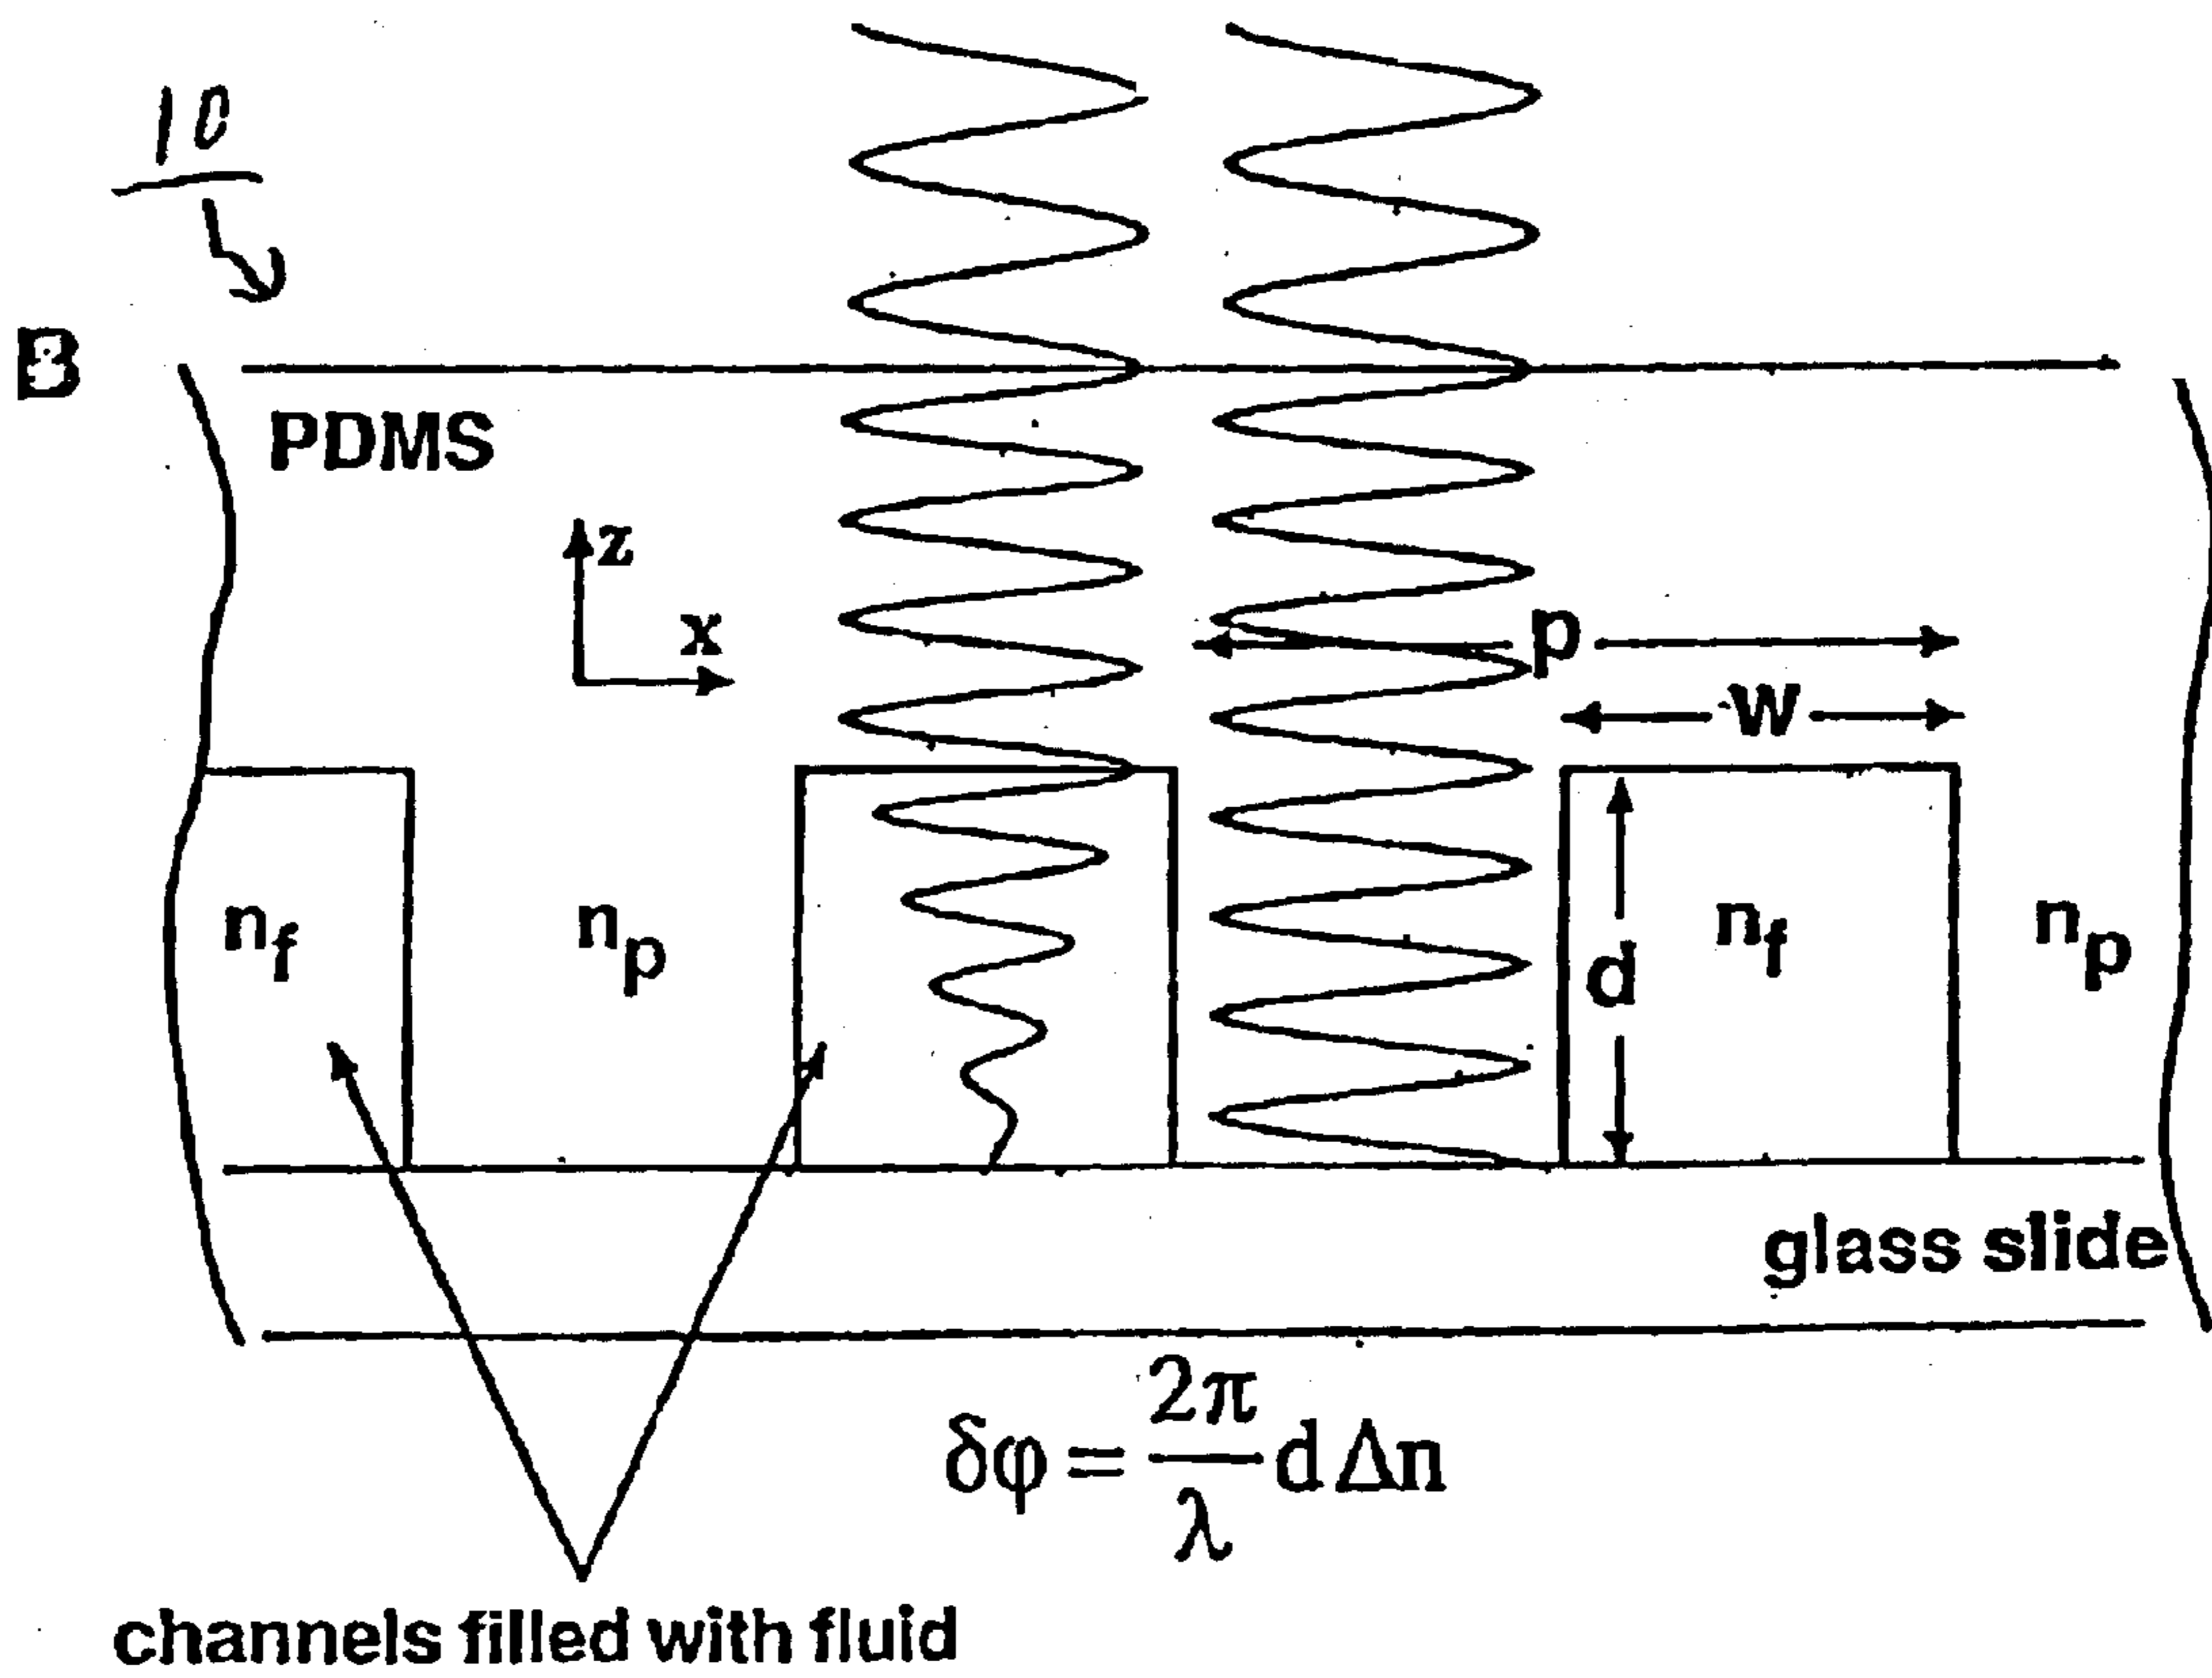 10
B
PDMS
z
x
p
w
n_f
n_p
d
n_f
n_p
glass slide
δφ = 2π/λ d Δn
channels filled with fluid